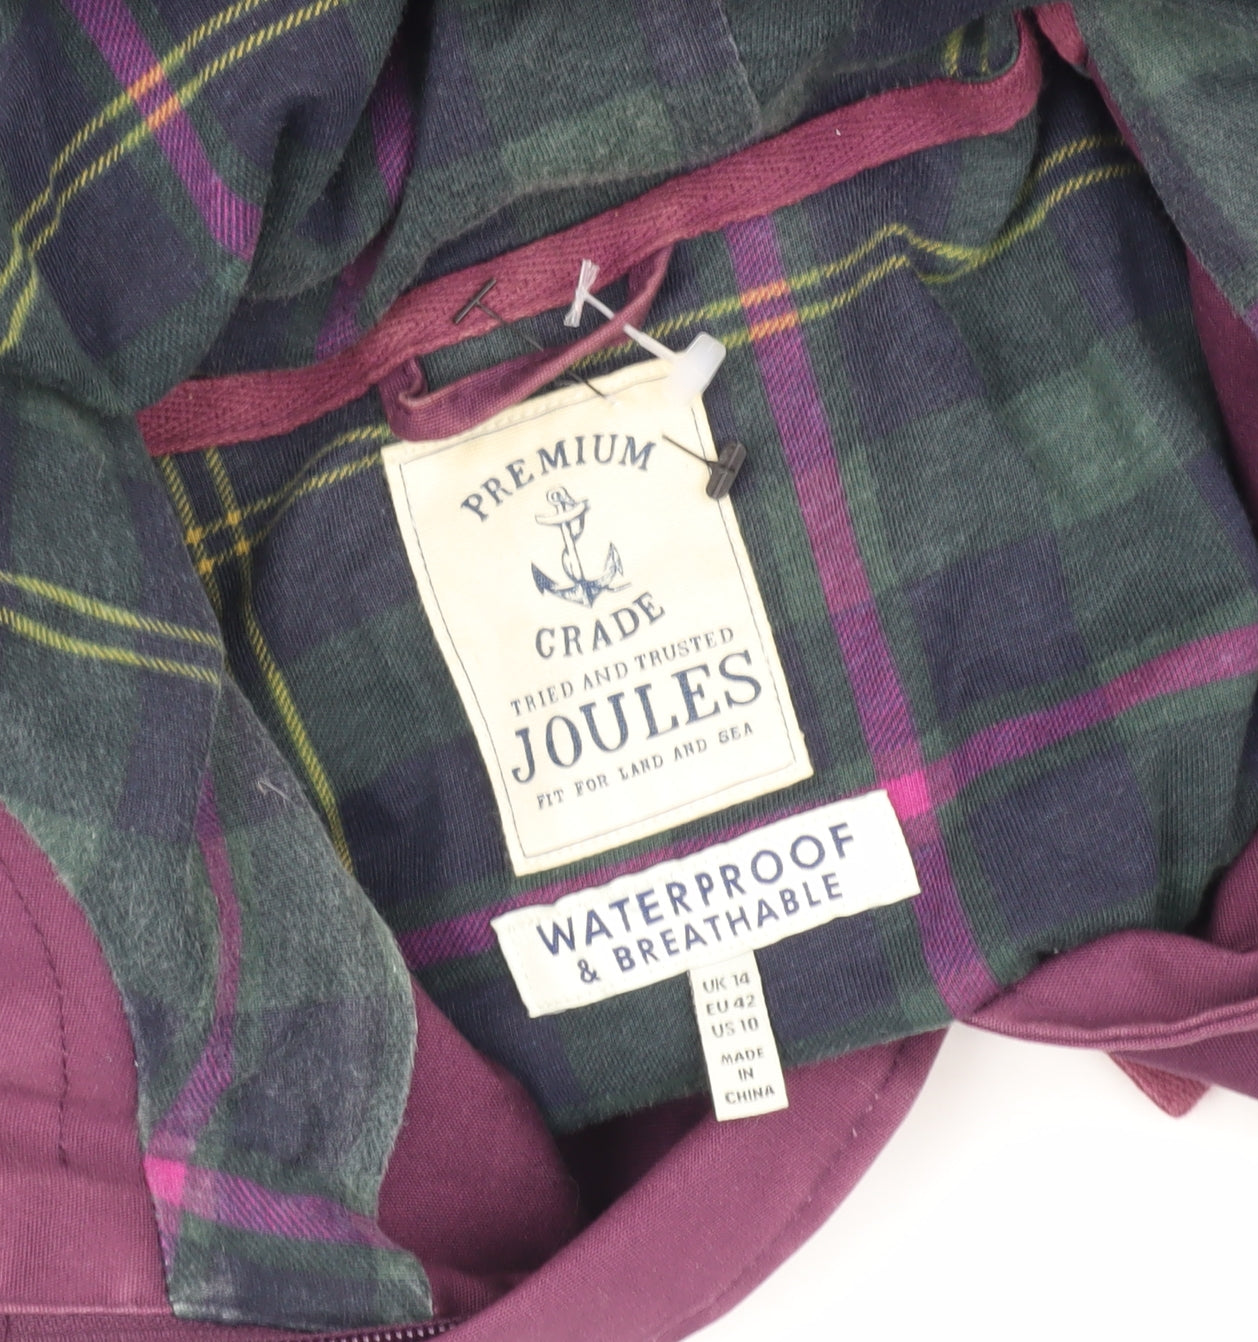 PREMIUM
GRADE
TRIED AND TRUSTED
JOULES
FIT FOR LAND AND SEA
WATERPROOF
& BREATHABLE
UK 14
EU 42
US 10
MADE
IN
CHINA